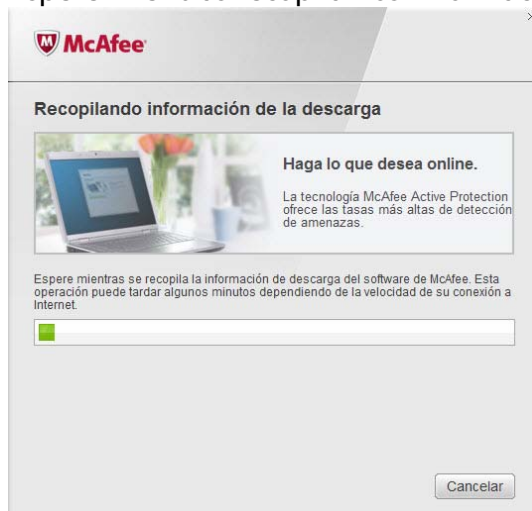 McAfee
Recopilando información de la descarga
Haga lo que desea online.
La tecnología McAfee Active Protection
ofrece las tasas más altas de detección
de amenazas.
Espere mientras se recopila la información de descarga del software de McAfee. Esta
operación puede tardar algunos minutos dependiendo de la velocidad de su conexión a
Internet.
Cancelar